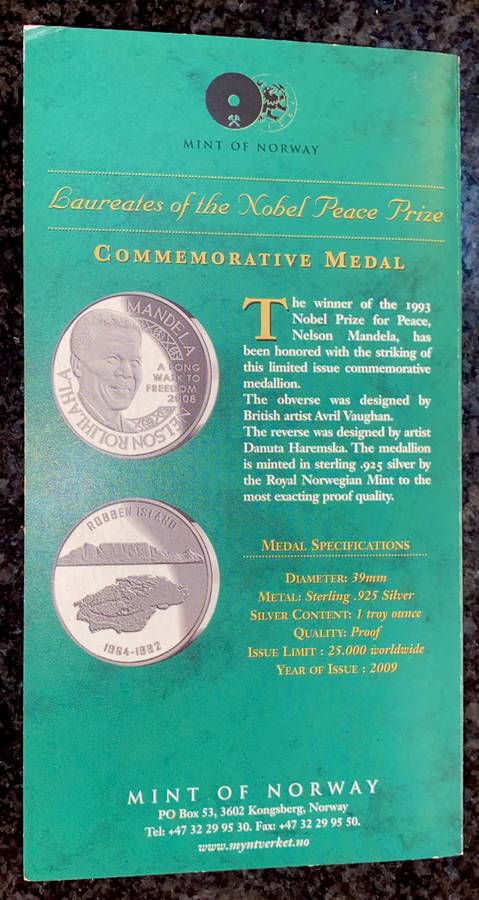 MINT OF NORWAY
Laureates of the Nobel Peace Prize
COMMEMORATIVE MEDAL
MANDELA
A LONG
WALK TO
FREEDOM
2008
NELSON ROLIHLAHLA
The winner of the 1993
Nobel Prize for Peace,
Nelson Mandela, has
been honored with the striking of
this limited issue commemorative
medallion.
The obverse was designed by
British artist Avril Vaughan.
The reverse was designed by artist
Danuta Haremska. The medallion
is minted in sterling .925 silver by
the Royal Norwegian Mint to the
most exacting proof quality.
ROBBEN ISLAND
1964-1982
MEDAL SPECIFICATIONS
DIAMETER: 39mm
METAL: Sterling .925 Silver
SILVER CONTENT: 1 troy ounce
QUALITY: Proof
ISSUE LIMIT : 25.000 worldwide
YEAR OF ISSUE : 2009
MINT OF NORWAY
PO Box 53, 3602 Kongsberg, Norway
Tel: +47 32 29 95 30. Fax: +47 32 29 95 50.
www.myntverket.no